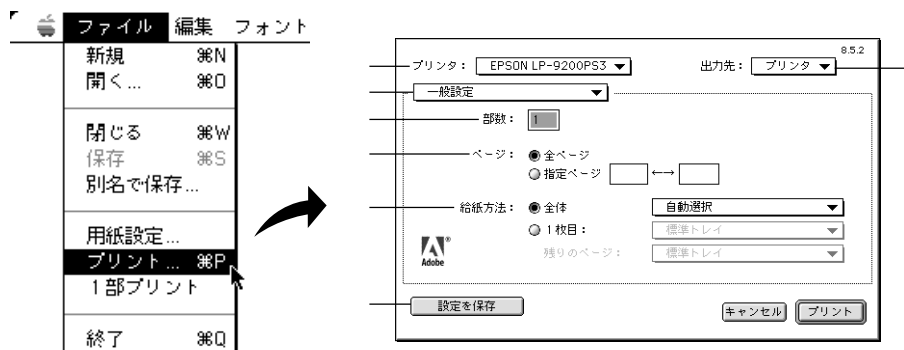 ファイル 編集 フォント
新規 ⌘N
開く... ⌘O
閉じる ⌘W
保存 ⌘S
別名で保存...
用紙設定...
プリント... ⌘P
1部プリント
終了 ⌘Q
8.5.2
プリンタ： EPSON LP-9200PS3 出力先： プリンタ
一般設定
部数： 1
ページ： 全ページ
指定ページ ←→
給紙方法： 全体 自動選択
1枚目： 標準トレイ
残りのページ： 標準トレイ
Adobe
設定を保存 キャンセル プリント